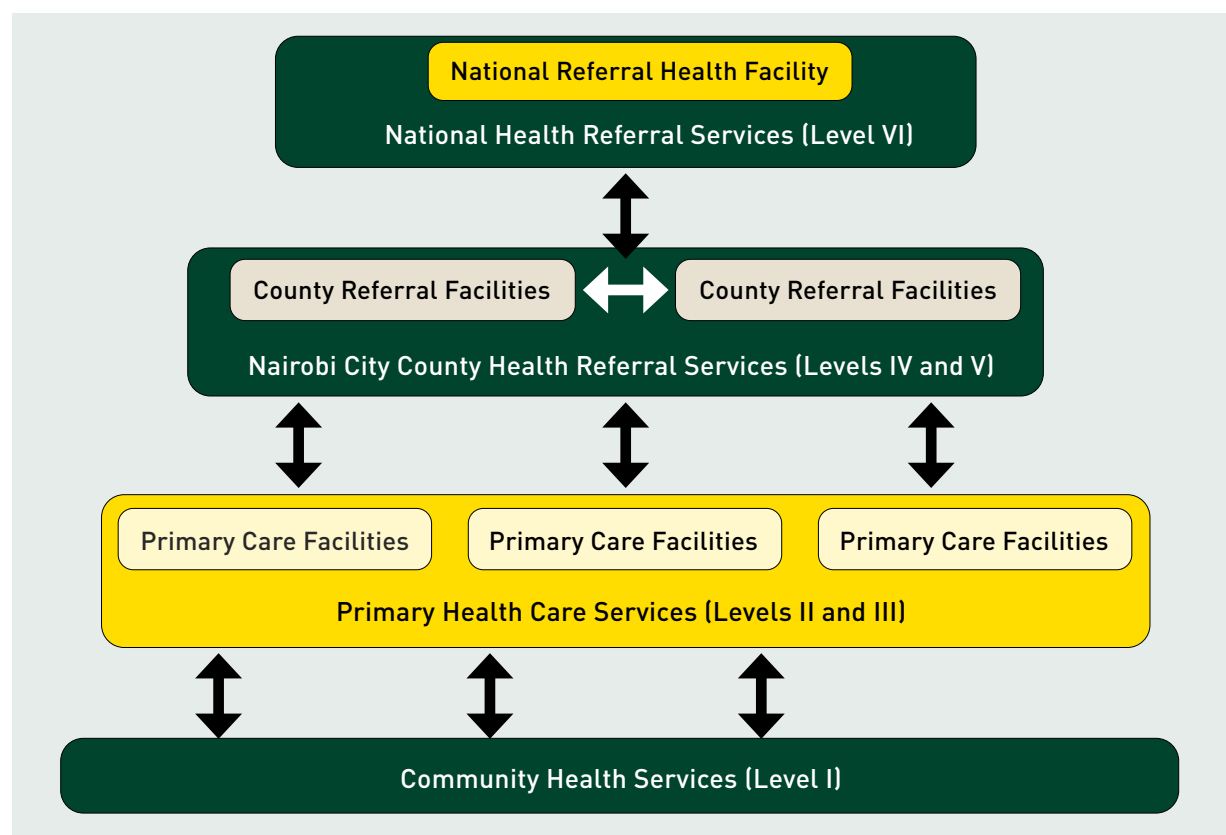 National Referral Health Facility
National Health Referral Services (Level VI)
County Referral Facilities
County Referral Facilities
Nairobi City County Health Referral Services (Levels IV and V)
Primary Care Facilities
Primary Care Facilities
Primary Care Facilities
Primary Health Care Services (Levels II and III)
Community Health Services (Level I)